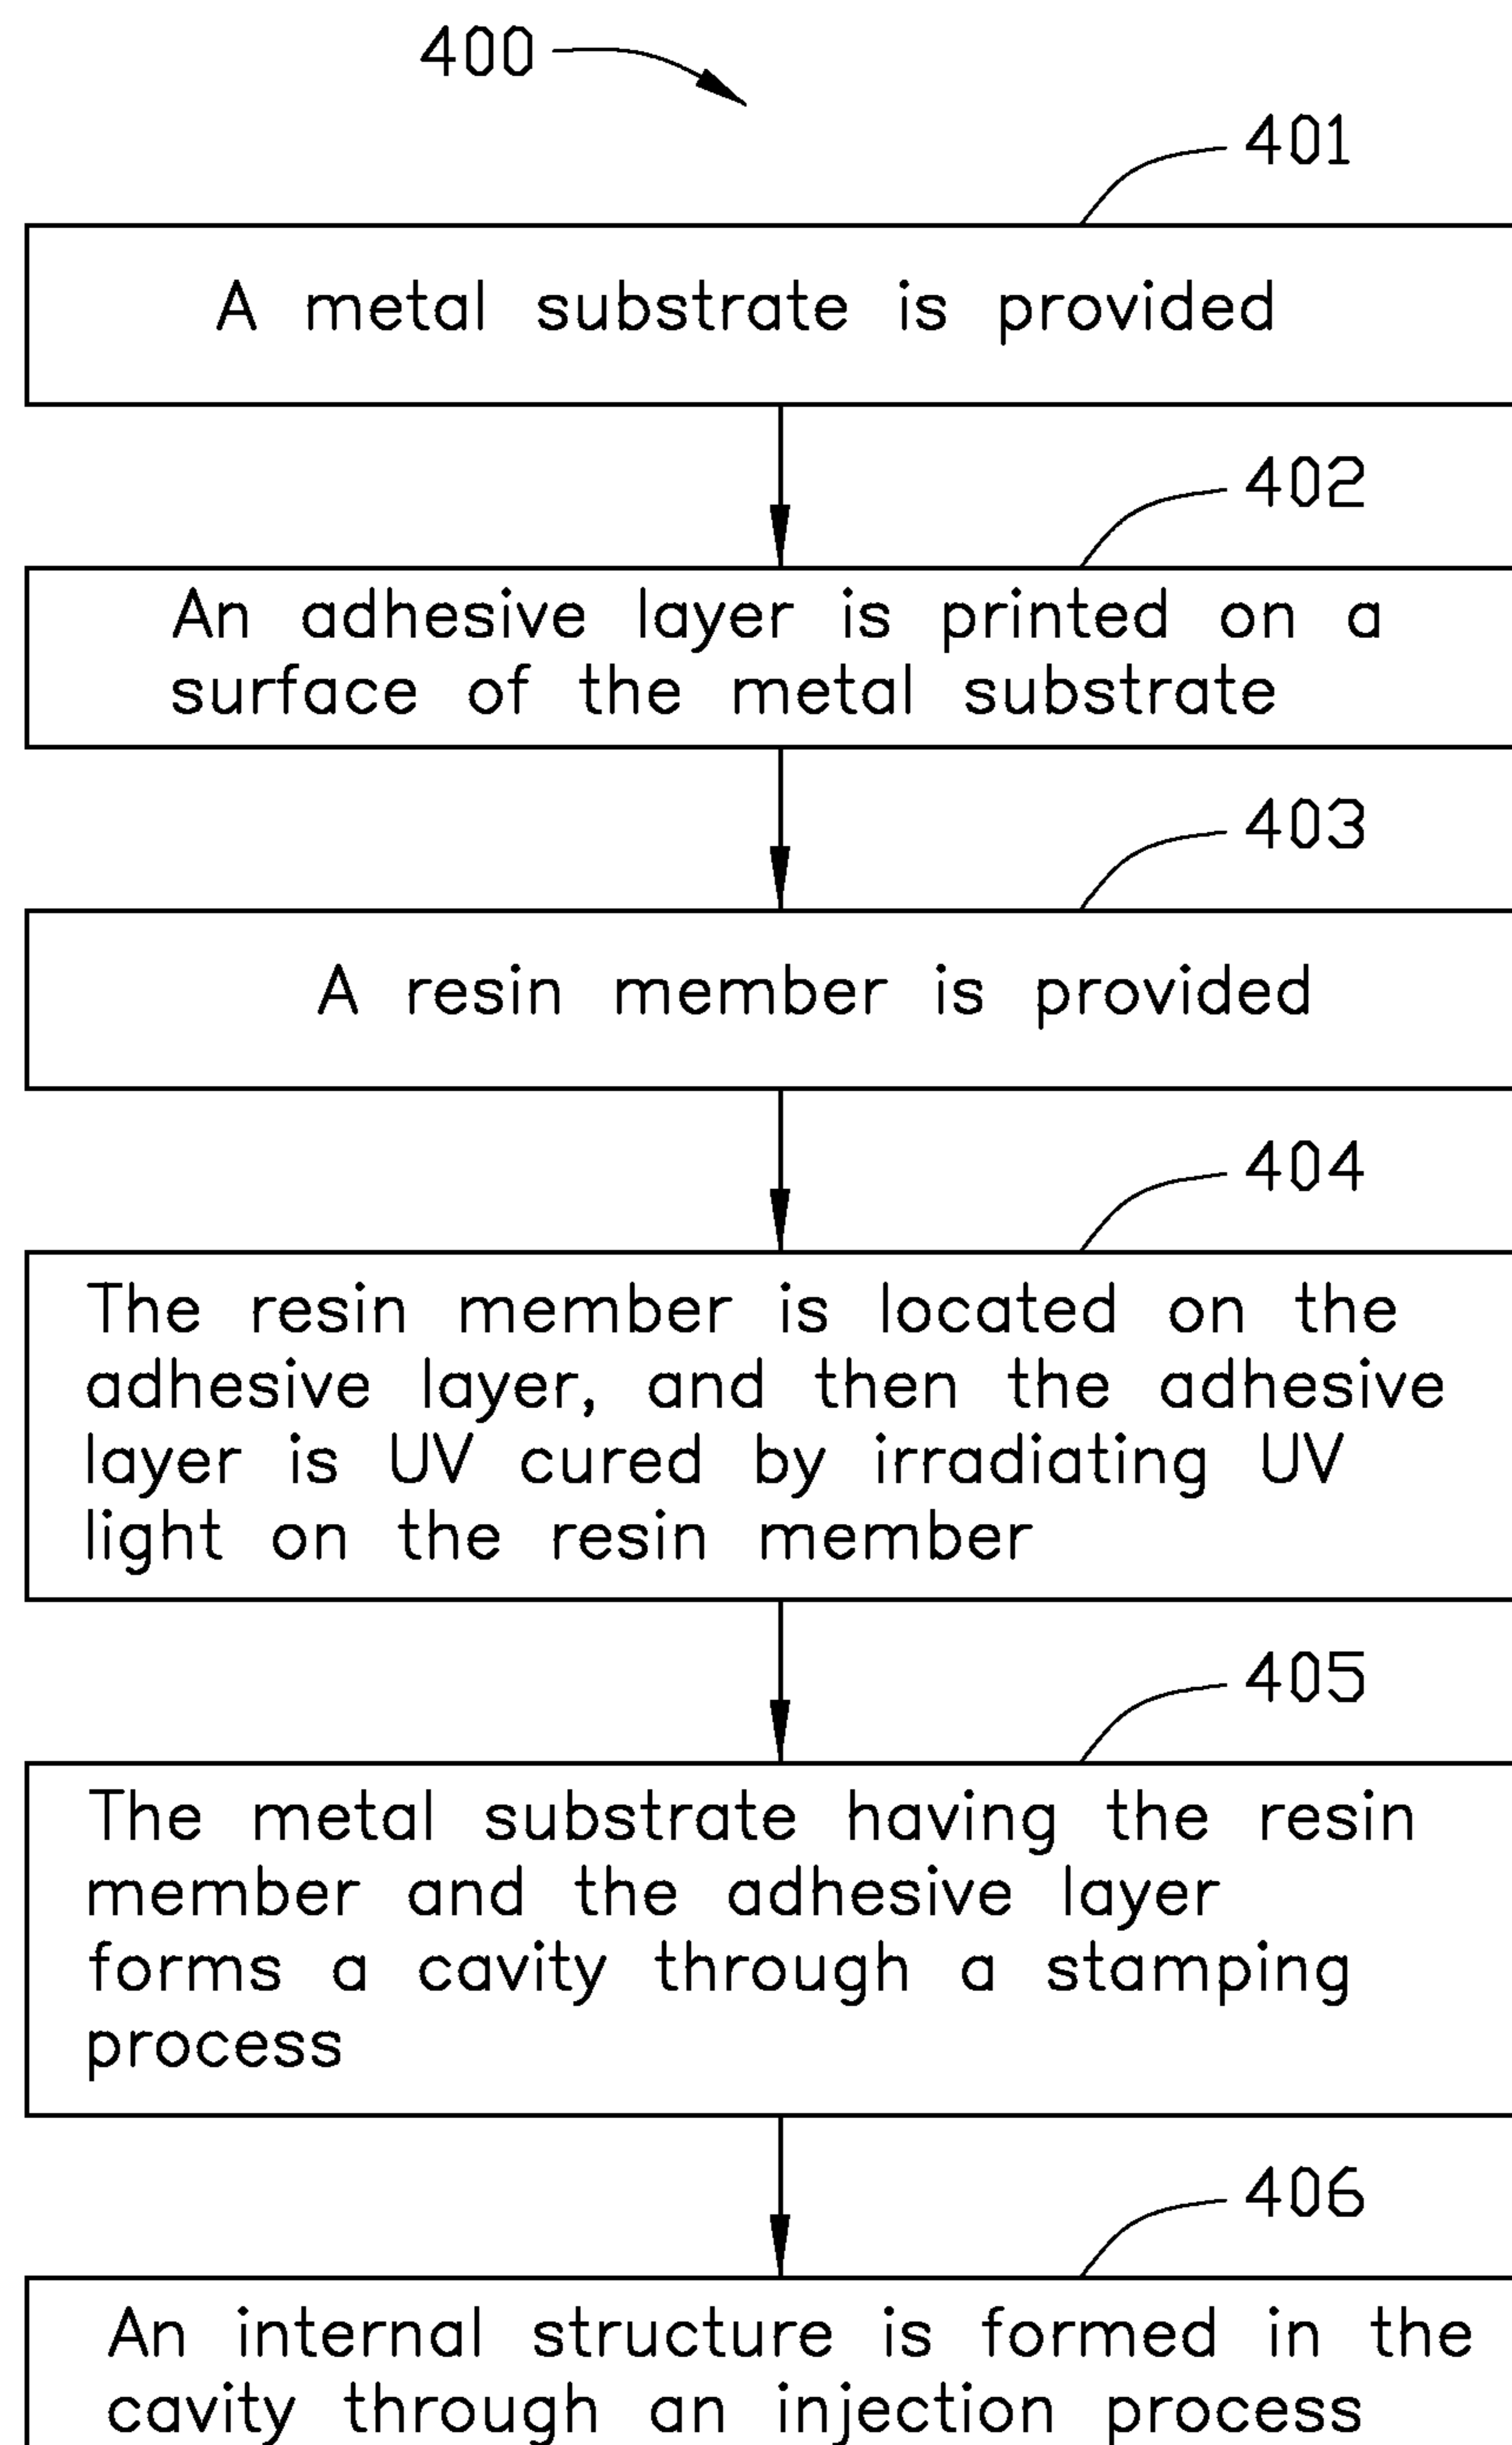 400
401
A metal substrate is provided
402
An adhesive layer is printed on a
surface of the metal substrate
403
A resin member is provided
404
The resin member is located on the
adhesive layer, and then the adhesive
layer is UV cured by irradiating UV
light on the resin member
405
The metal substrate having the resin
member and the adhesive layer
forms a cavity through a stamping
process
406
An internal structure is formed in the
cavity through an injection process